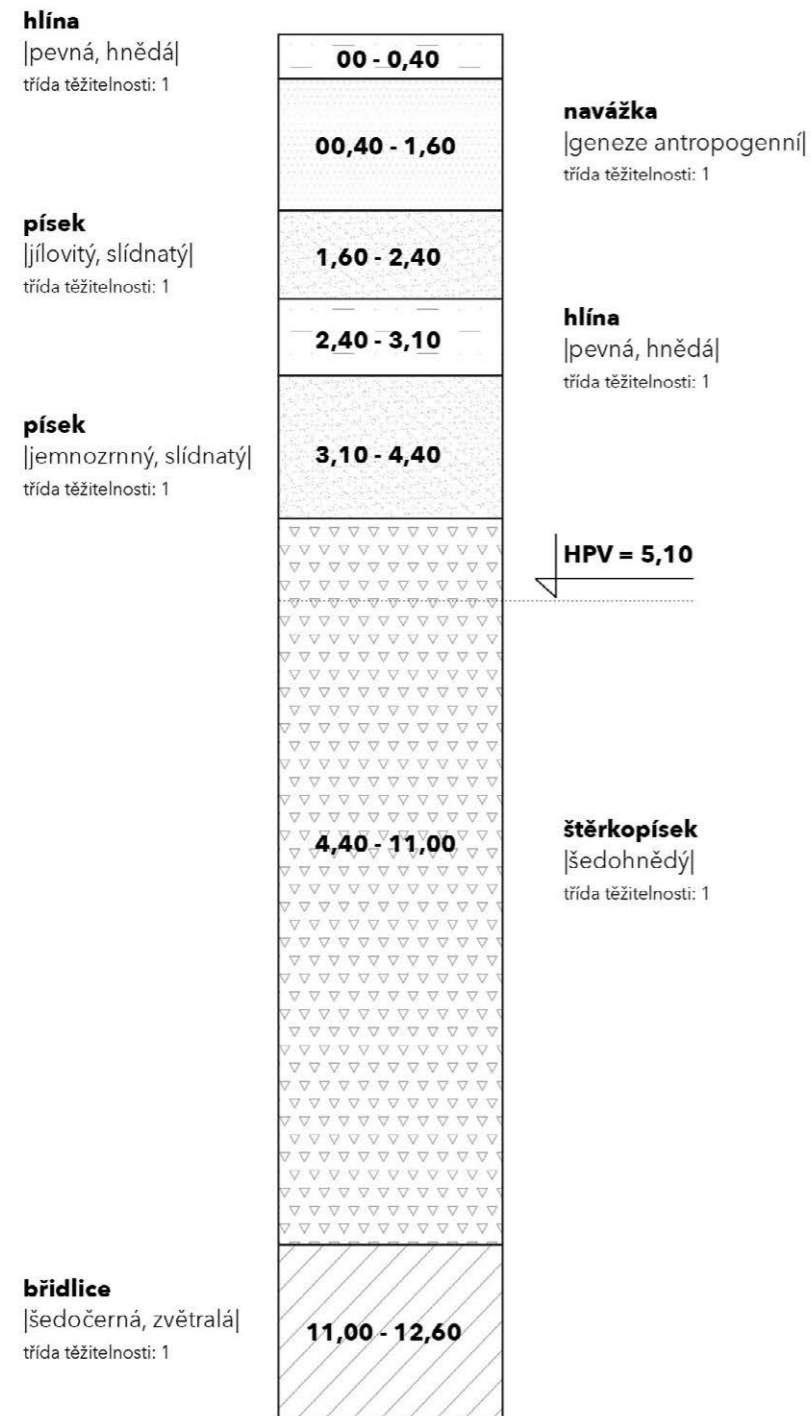 hlína
|pevná, hnědá|
třída těžitelnosti: 1
00 - 0,40
navážka
|geneze antropogenní|
třída těžitelnosti: 1
00,40 - 1,60
písek
|jílovitý, slídnatý|
třída těžitelnosti: 1
1,60 - 2,40
hlína
|pevná, hnědá|
třída těžitelnosti: 1
2,40 - 3,10
písek
|jemnozrnný, slídnatý|
třída těžitelnosti: 1
3,10 - 4,40
HPV = 5,10
4,40 - 11,00
štěrkopísek
|šedohnědý|
třída těžitelnosti: 1
břidlice
|šedočerná, zvětralá|
třída těžitelnosti: 1
11,00 - 12,60